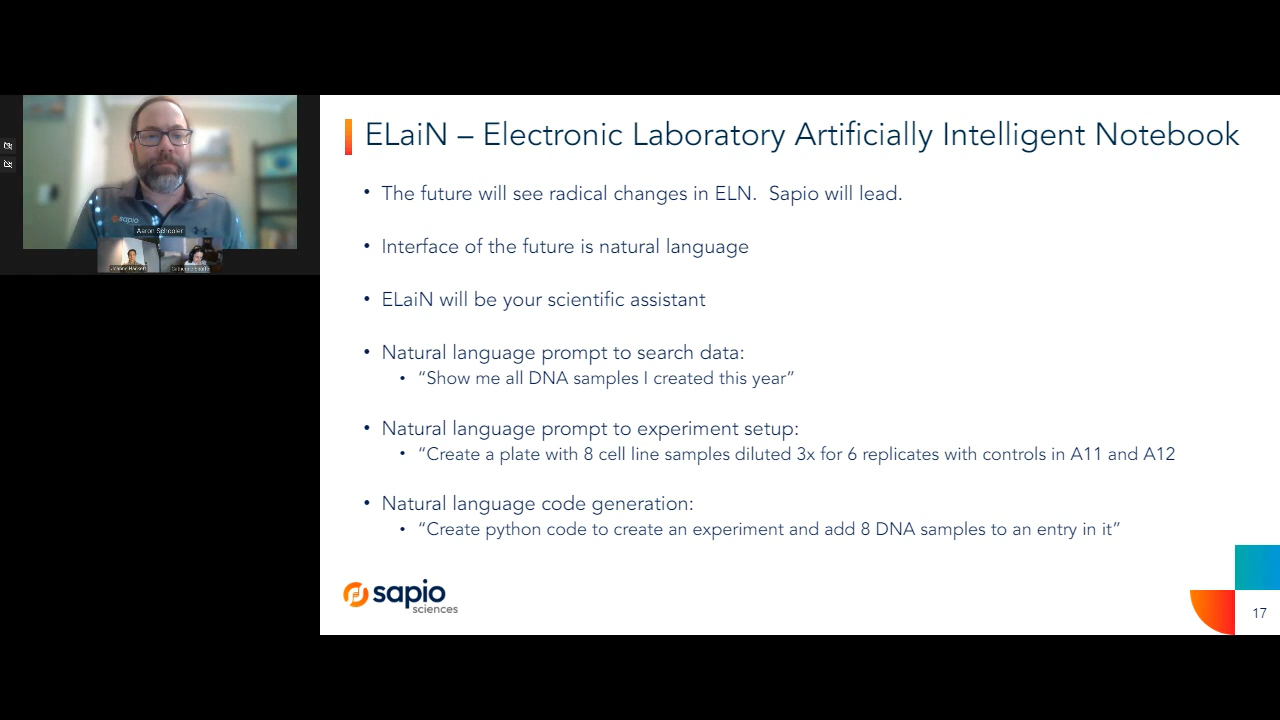 sapio
Aaron Schooler
ELaiN – Electronic Laboratory Artificially Intelligent Notebook
• The future will see radical changes in ELN.  Sapio will lead.
• Interface of the future is natural language
• ELaiN will be your scientific assistant
• Natural language prompt to search data:
• “Show me all DNA samples I created this year”
• Natural language prompt to experiment setup:
• “Create a plate with 8 cell line samples diluted 3x for 6 replicates with controls in A11 and A12
• Natural language code generation:
• “Create python code to create an experiment and add 8 DNA samples to an entry in it”
sapio
sciences
17